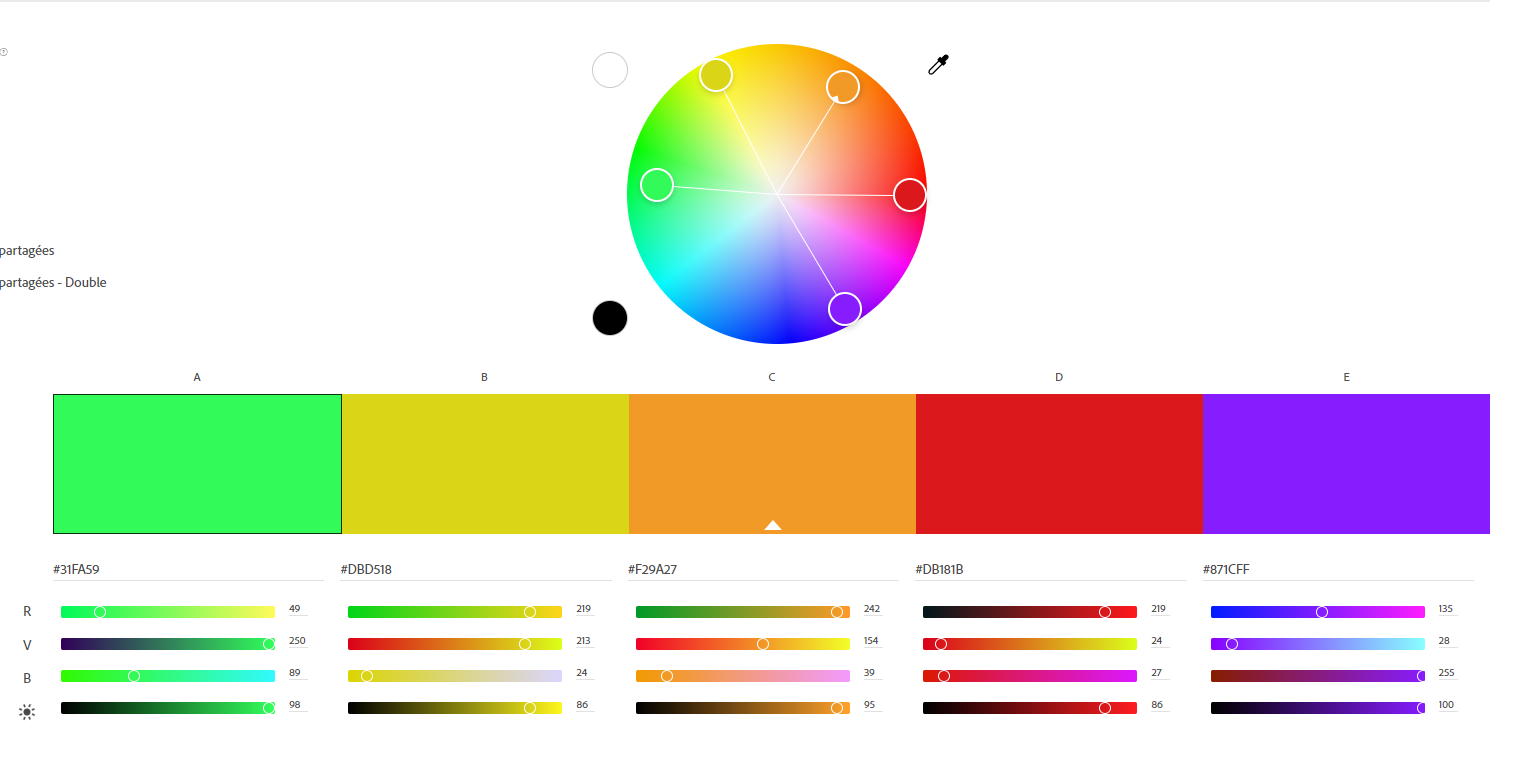 partagées
partagées - Double
A B C D E
#31FA59 #DBD518 #F29A27 #DB181B #871CFF
R 49 219 242 219 135
V 250 213 154 24 28
B 89 24 39 27 255
98 86 95 86 100